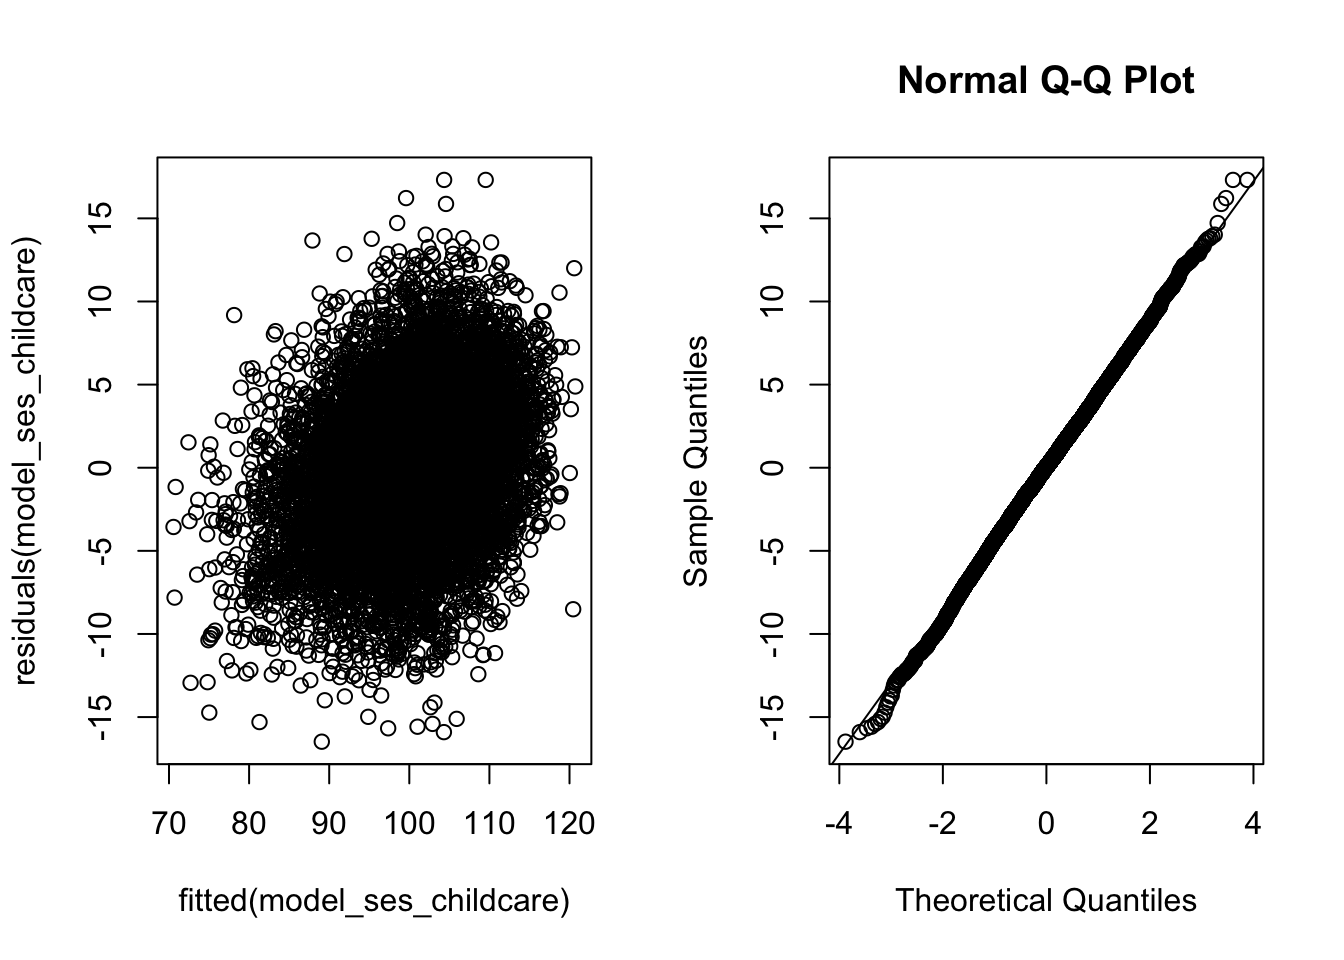 residuals(model_ses_childcare)
15
10
5
0
-5
-10
-15
70 80 90 100 110 120
fitted(model_ses_childcare)
Normal Q-Q Plot
Sample Quantiles
15
10
5
0
-5
-10
-15
-4 -2 0 2 4
Theoretical Quantiles